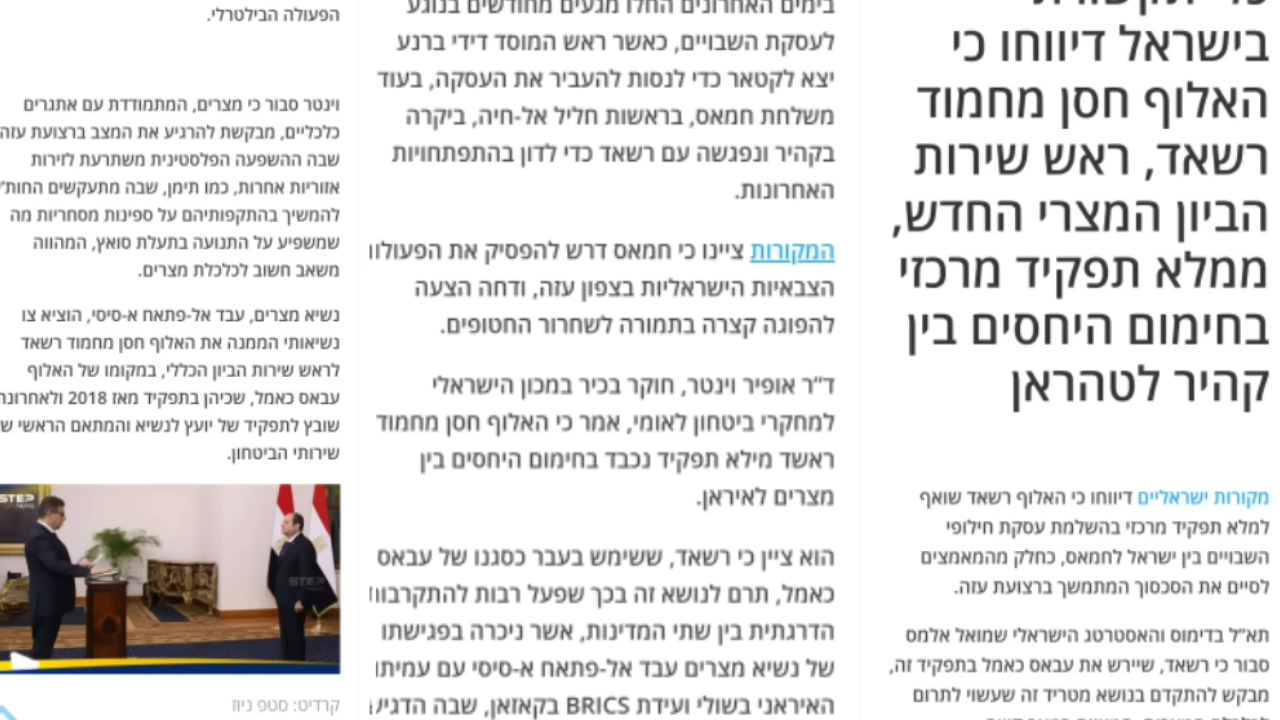 בישראל דיווחו כי
האלוף חסן מחמוד
רשאד, ראש שירות
הביון המצרי החדש,
ממלא תפקיד מרכזי
בחימום היחסים בין
קהיר לטהראן
מקורות ישראליים דיווחו כי האלוף רשאד שואף
למלא תפקיד מרכזי בהשלמת עסקת חילופי
השבויים בין ישראל לחמאס, כחלק מהמאמצים
לסיים את הסכסוך המתמשך ברצועת עזה.
תא"ל בדימוס והאסטרטג הישראלי שמואל אלמס
סבור כי רשאד, שיירש את עבאס כאמל בתפקיד זה,
מבקש להתקדם בנושא מטריד זה שעשוי לתרום
בימים האחרונים החלו מגעים מחודשים בנוגע
לעסקת השבויים, כאשר ראש המוסד דידי ברנע
יצא לקטאר כדי לנסות להעביר את העסקה, בעוד
משלחת חמאס, בראשות חליל אל-חיה, ביקרה
בקהיר ונפגשה עם רשאד כדי לדון בהתפתחויות
האחרונות.
המקורות ציינו כי חמאס דרש להפסיק את
הצבאיות הישראליות בצפון עזה, ודחה הצעה
להפוגה קצרה בתמורה לשחרור החטופים.
ד"ר אופיר וינטר, חוקר בכיר במכון הישראלי
למחקרי ביטחון לאומי, אמר כי האלוף חסן מחמוד
ראשד מילא תפקיד נכבד בחימום היחסים בין
מצרים לאיראן.
הוא ציין כי רשאד, ששימש בעבר כסגנו של עבאס
כאמל, תרם לנושא זה בכך שפעל רבות
הדרגתית בין שתי המדינות, אשר ניכרה בפגישתו
של נשיא מצרים עבד אל-פתאח א-סיסי עם
האיראני בשולי ועידת BRICS בקאזאן, שבה
הפעולה הבילטרלי.
וינטר סבור כי מצרים, המתמודדת עם אתגרים
כלכליים, מבקשת להרגיע את המצב ברצועת עזה
שבה ההשפעה הפלסטינית משתרעת לזירות
אזוריות אחרות, כמו תימן, שבה מתעקשים
להמשיך בהתקפותיהם על ספינות מסחריות מה
שמשפיע על התנועה בתעלת סואץ, המהווה
משאב חשוב לכלכלת מצרים.
נשיא מצרים, עבד אל-פתאח א-סיסי, הוציא צו
נשיאותי הממנה את האלוף חסן מחמוד רשאד
לראש שירות הביון הכללי, במקומו של האלוף
עבאס כאמל, שכיהן בתפקיד מאז 2018
שובץ לתפקיד של יועץ לנשיא והמתאם הראשי
שירותי הביטחון.
STEP
NEWS
STEP
קרדיט: סטפ ניוז